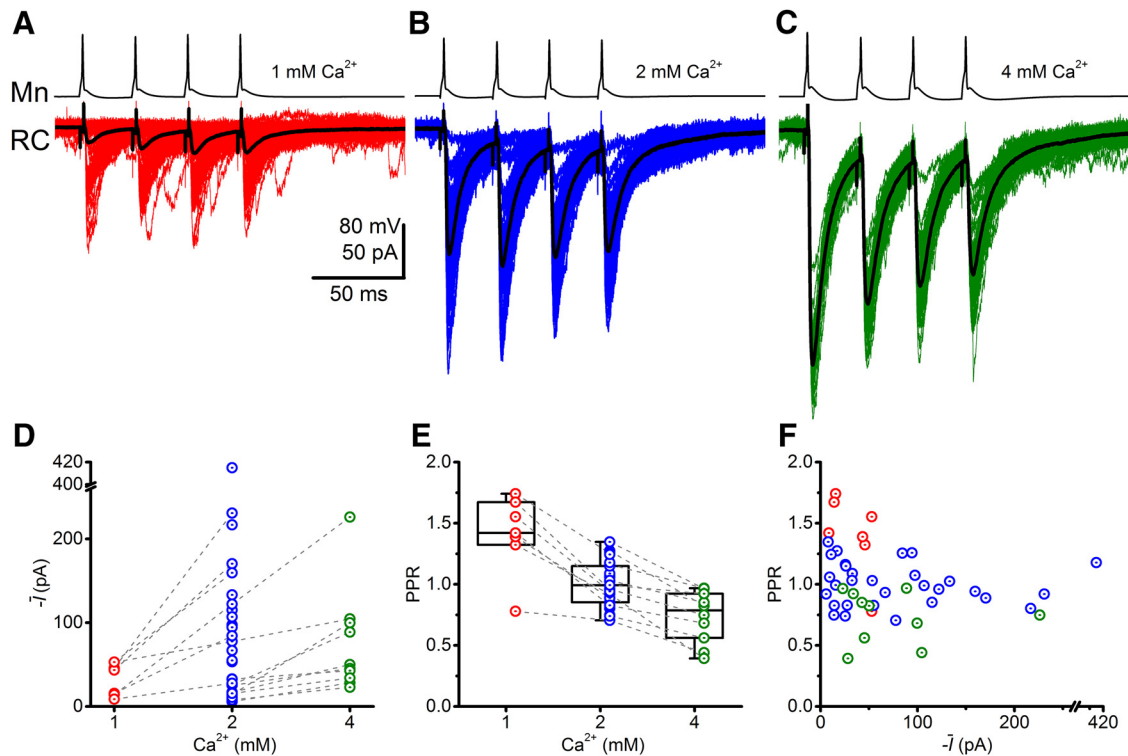 A
B
C
1 mM Ca²⁺
2 mM Ca²⁺
4 mM Ca²⁺
Mn
RC
80 mV
50 pA
50 ms
D
E
F
420
400
200
100
0
-Ī (pA)
1 2 4
Ca²⁺ (mM)
2.0
1.5
1.0
0.5
0.0
PPR
1 2 4
Ca²⁺ (mM)
2.0
1.5
1.0
0.5
0.0
PPR
0 100 200 420
-Ī (pA)